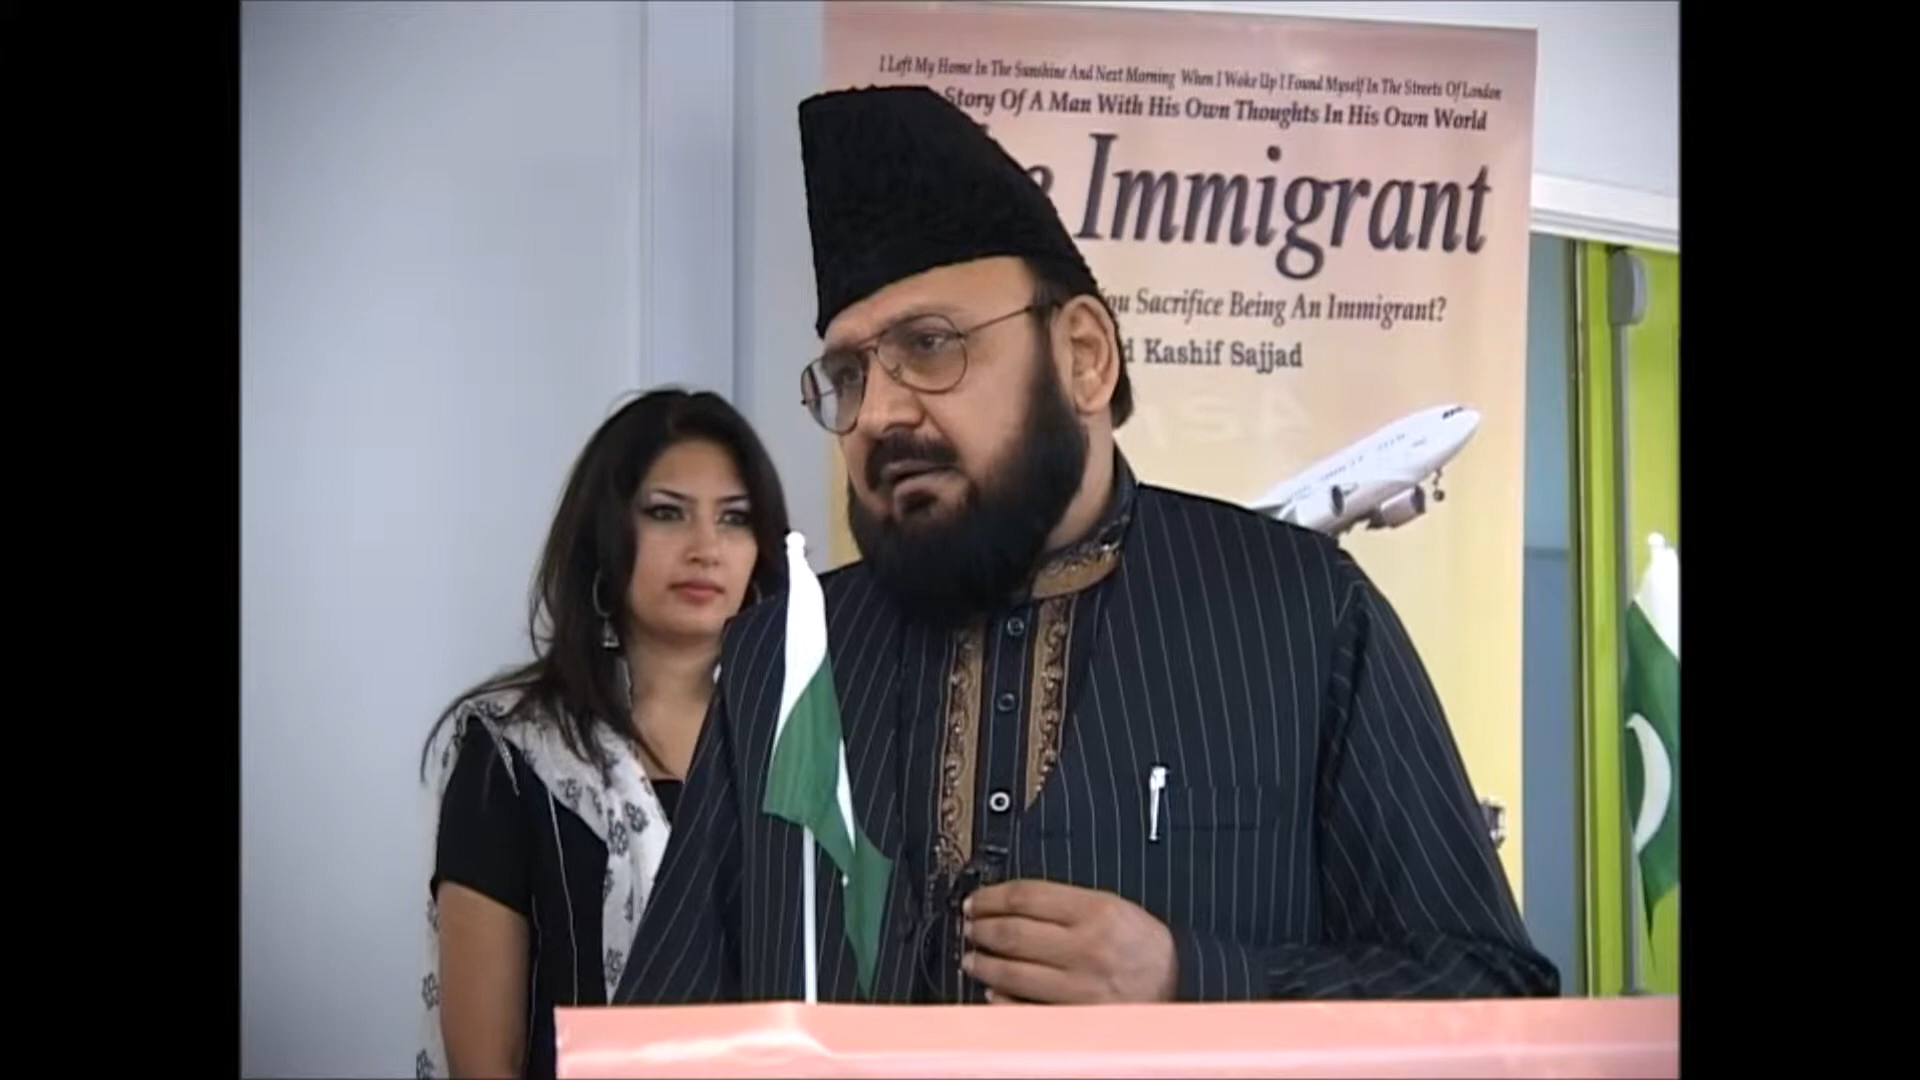 I Left My Home In The Sunshine And Next Morning When I Woke Up I Found Myself In The Streets Of London
Story Of A Man With His Own Thoughts In His Own World
Immigrant
You Sacrifice Being An Immigrant?
Kashif Sajjad